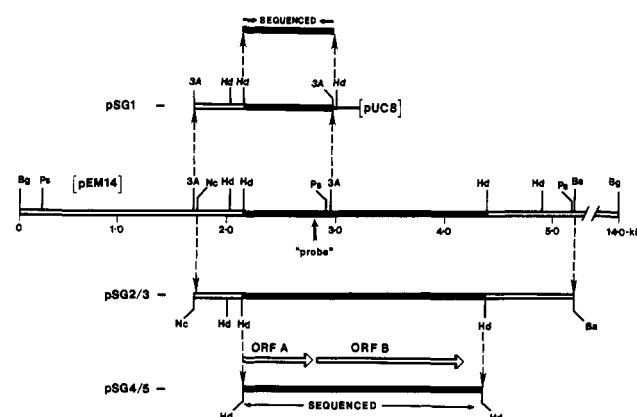 SEQUENCED
3A Hd Hd 3A Hd
pSG1 – [pUC8]
Bg Ps [pEM14] 3A Nc Hd Hd Ps 3A Hd Hd Ps Ba Bg
0 1·0 2·0 3·0 4·0 5·0 14·0-kb
"probe"
pSG2/3 –
Nc Hd Hd Hd Ba
ORF A ORF B
pSG4/5 –
Hd SEQUENCED Hd